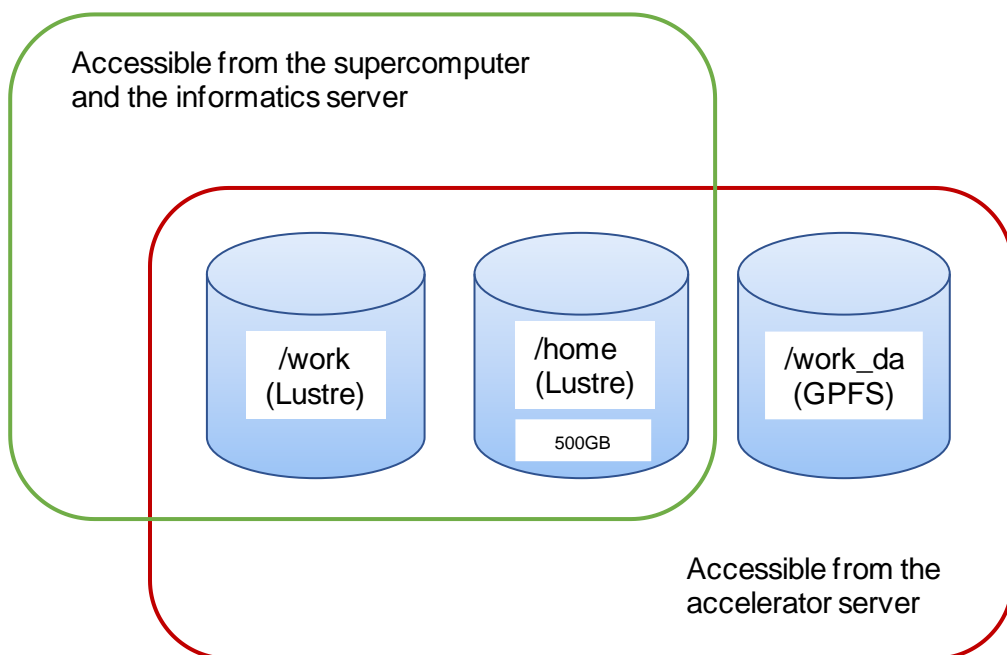 Accessible from the supercomputer
and the informatics server
/work
(Lustre)
/home
(Lustre)
500GB
/work_da
(GPFS)
Accessible from the
accelerator server